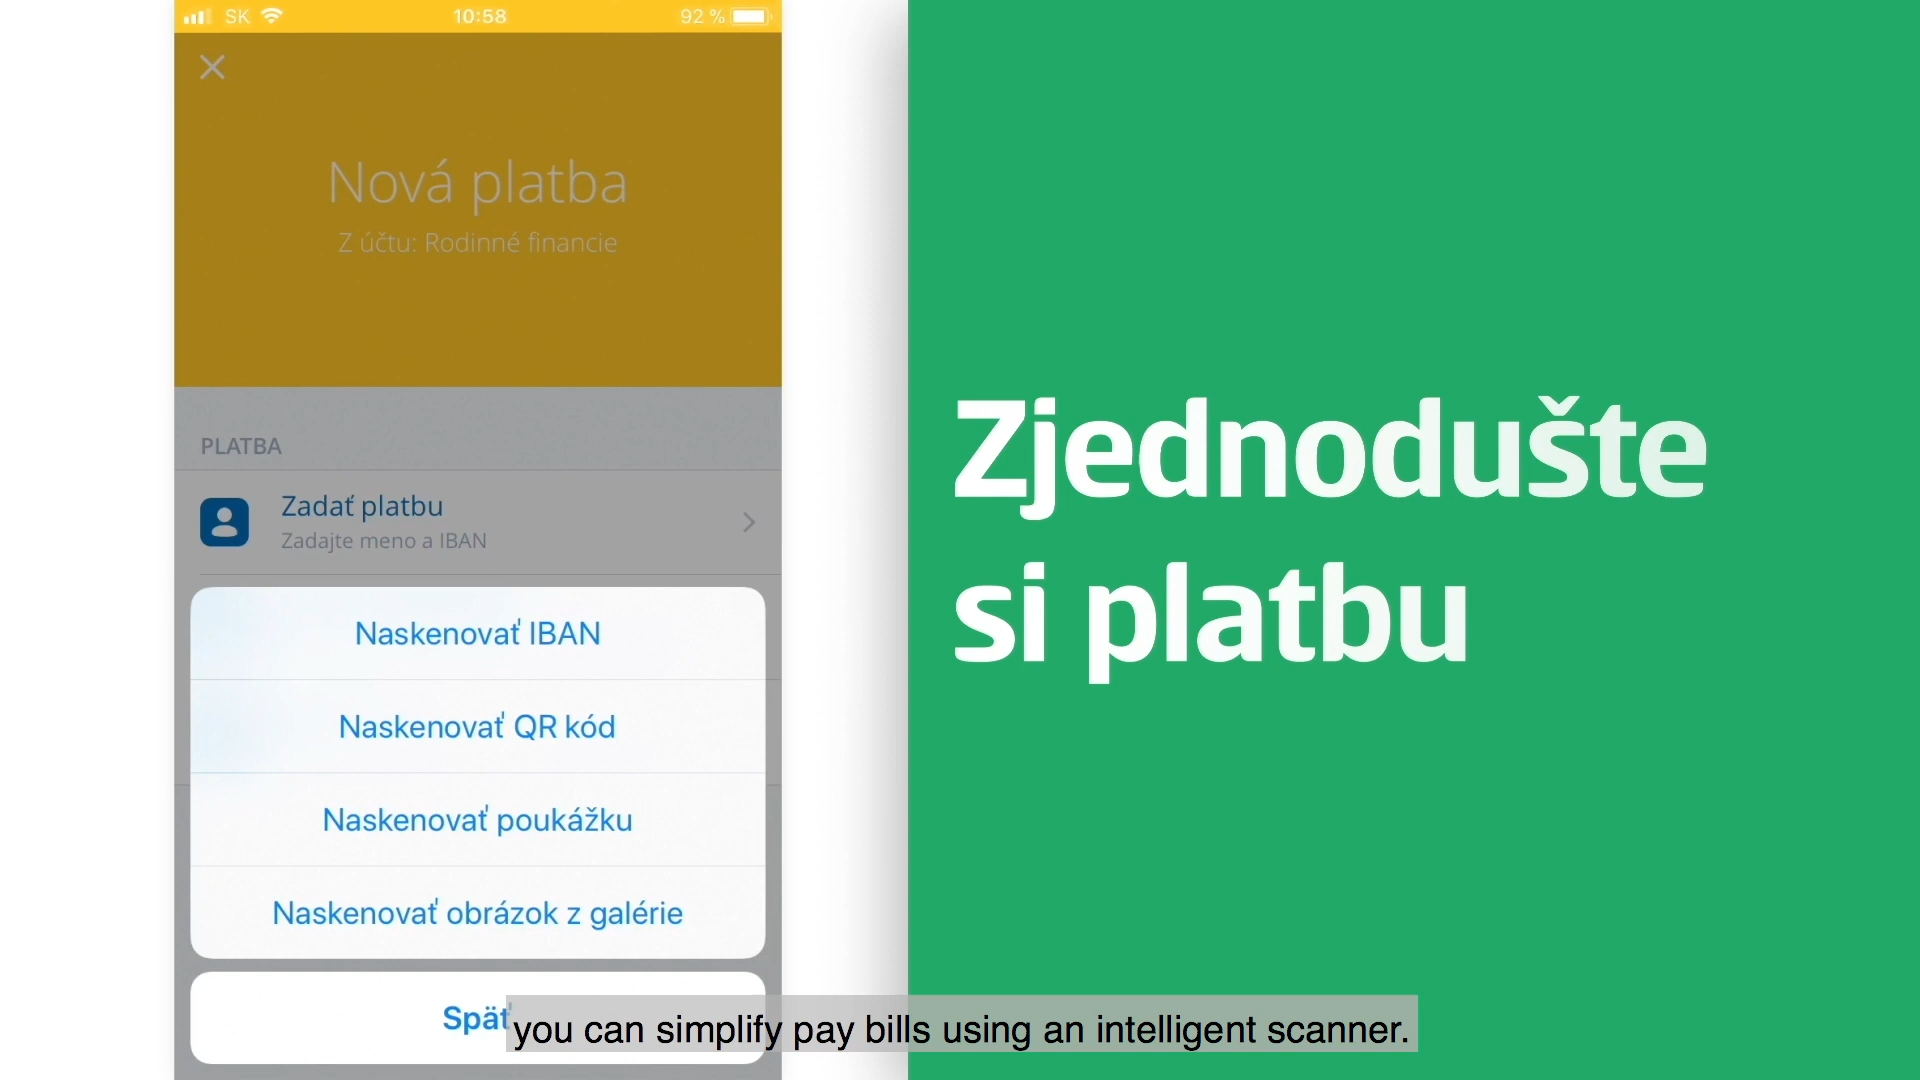 SK 10:58 92 %
Nová platba
Z účtu: Rodinné financie
PLATBA
Zadať platbu
Zadajte meno a IBAN
Naskenovať IBAN
Naskenovať QR kód
Naskenovať poukážku
Naskenovať obrázok z galérie
Späť
Zjednodušte
si platbu
you can simplify pay bills using an intelligent scanner.